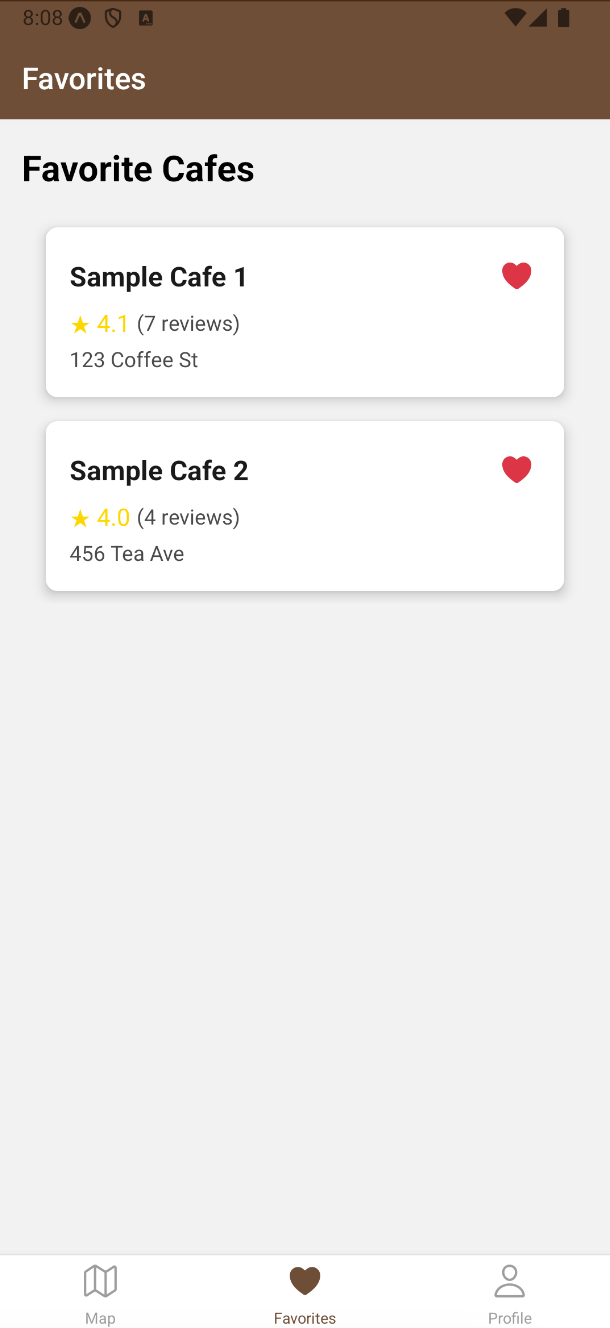 8:08
Favorites
Favorite Cafes
Sample Cafe 1
★ 4.1 (7 reviews)
123 Coffee St
Sample Cafe 2
★ 4.0 (4 reviews)
456 Tea Ave
Map
Favorites
Profile